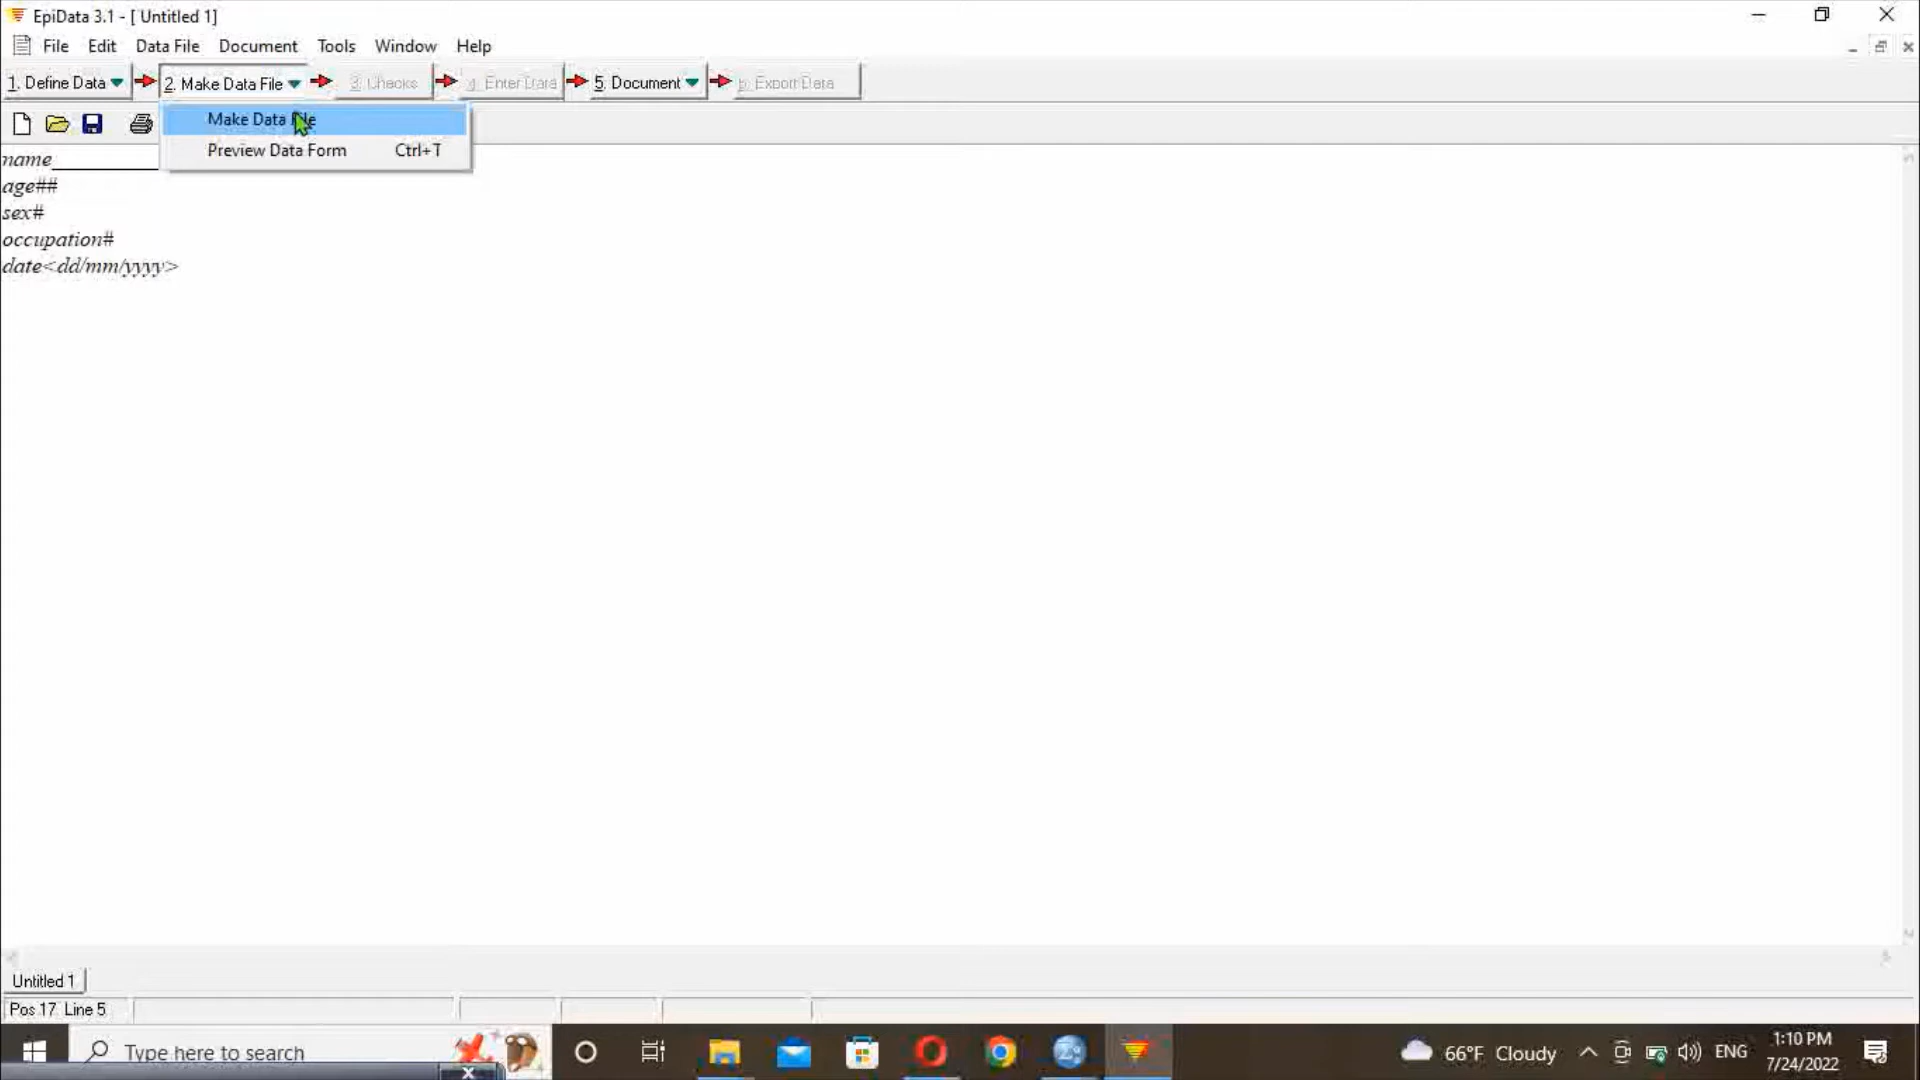 EpiData 3.1 - [ Untitled 1]
File Edit Data File Document Tools Window Help
1. Define Data 2. Make Data File 3. Checks 4. Enter Data 5. Document 6. Export Data
Make Data File
Preview Data Form Ctrl+T
name___________
age##
sex#
occupation#
date<dd/mm/yyyy>
Untitled 1
Pos 17 Line 5
Type here to search
66°F Cloudy
ENG
1:10 PM
7/24/2022